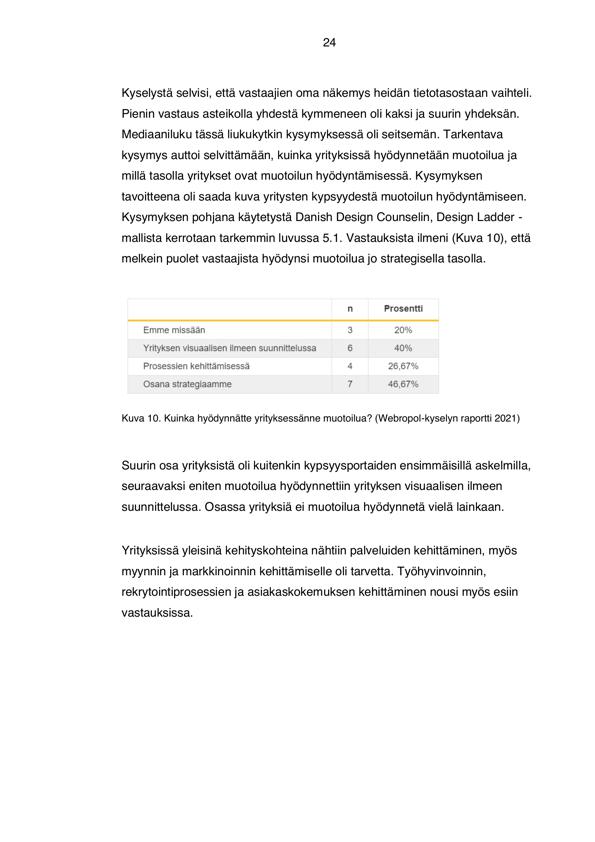 24
Kyselystä selvisi, että vastaajien oma näkemys heidän tietotasostaan vaihteli.
Pienin vastaus asteikolla yhdestä kymmeneen oli kaksi ja suurin yhdeksän.
Mediaaniluku tässä liukukytkin kysymyksessä oli seitsemän. Tarkentava
kysymys auttoi selvittämään, kuinka yrityksissä hyödynnetään muotoilua ja
millä tasolla yritykset ovat muotoilun hyödyntämisessä. Kysymyksen
tavoitteena oli saada kuva yritysten kypsyydestä muotoilun hyödyntämiseen.
Kysymyksen pohjana käytetystä Danish Design Counselin, Design Ladder -
mallista kerrotaan tarkemmin luvussa 5.1. Vastauksista ilmeni (Kuva 10), että
melkein puolet vastaajista hyödynsi muotoilua jo strategisella tasolla.
n Prosentti
Emme missään 3 20%
Yrityksen visuaalisen ilmeen suunnittelussa 6 40%
Prosessien kehittämisessä 4 26,67%
Osana strategiaamme 7 46,67%
Kuva 10. Kuinka hyödynnätte yrityksessänne muotoilua? (Webropol-kyselyn raportti 2021)
Suurin osa yrityksistä oli kuitenkin kypsyysportaiden ensimmäisillä askelmilla,
seuraavaksi eniten muotoilua hyödynnettiin yrityksen visuaalisen ilmeen
suunnittelussa. Osassa yrityksiä ei muotoilua hyödynnetä vielä lainkaan.
Yrityksissä yleisinä kehityskohteina nähtiin palveluiden kehittäminen, myös
myynnin ja markkinoinnin kehittämiselle oli tarvetta. Työhyvinvoinnin,
rekrytointiprosessien ja asiakaskokemuksen kehittäminen nousi myös esiin
vastauksissa.